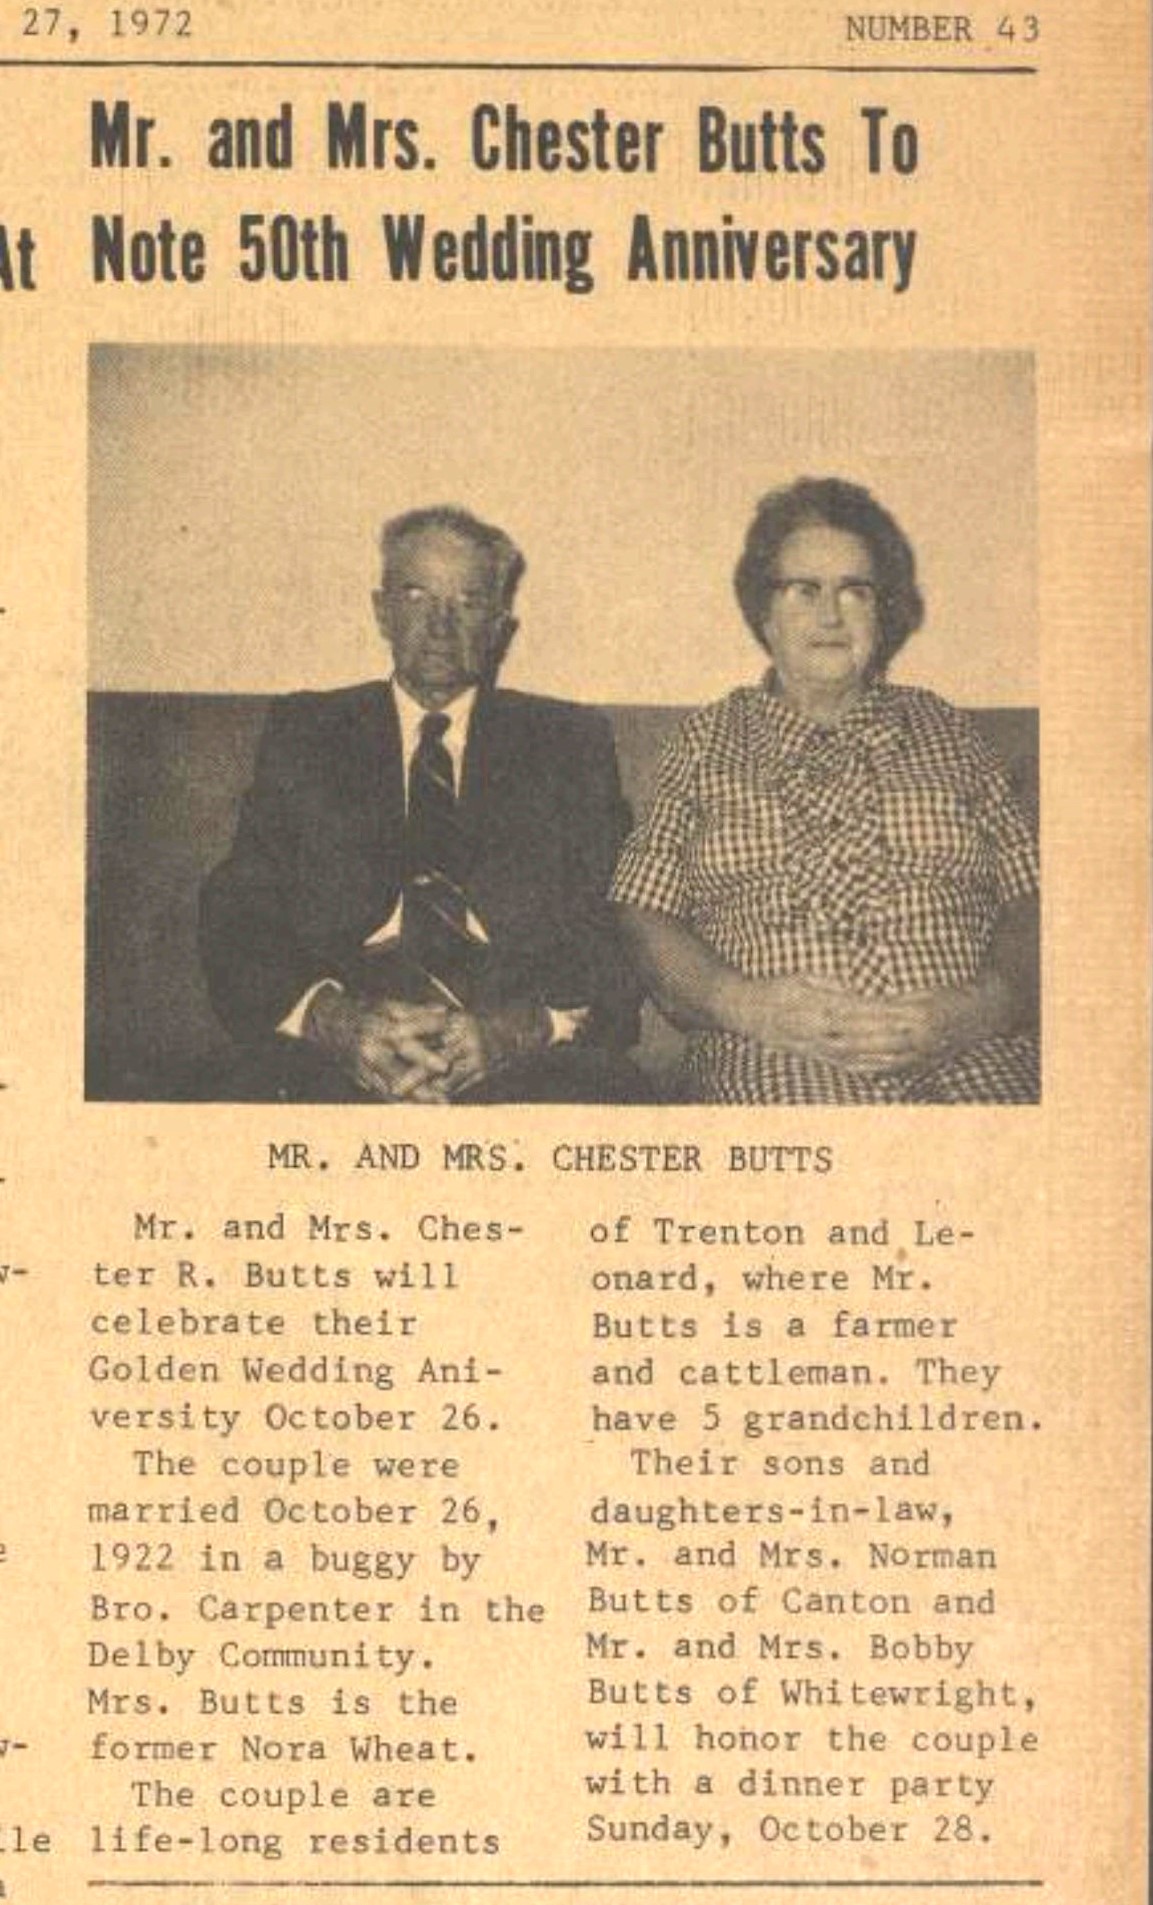 27, 1972 NUMBER 43
Mr. and Mrs. Chester Butts To
At Note 50th Wedding Anniversary
MR. AND MRS. CHESTER BUTTS
Mr. and Mrs. Ches-
ter R. Butts will
celebrate their
Golden Wedding Ani-
versity October 26.
The couple were
married October 26,
1922 in a buggy by
Bro. Carpenter in the
Delby Community.
Mrs. Butts is the
former Nora Wheat.
The couple are
life-long residents
of Trenton and Le-
onard, where Mr.
Butts is a farmer
and cattleman. They
have 5 grandchildren.
Their sons and
daughters-in-law,
Mr. and Mrs. Norman
Butts of Canton and
Mr. and Mrs. Bobby
Butts of Whitewright,
will honor the couple
with a dinner party
Sunday, October 28.